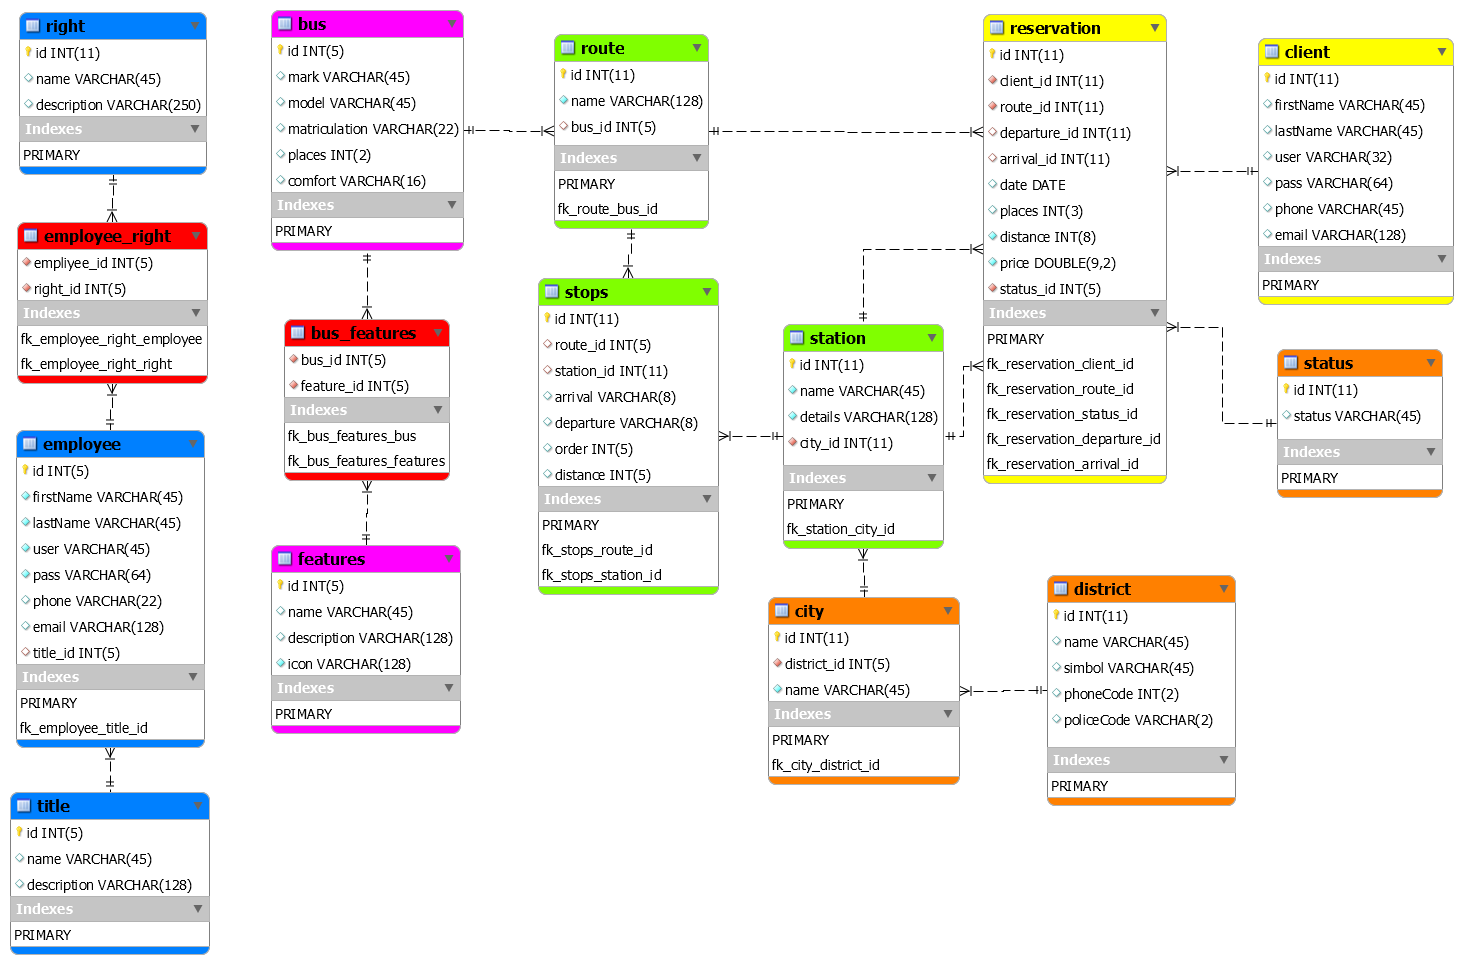 right
id INT(11)
name VARCHAR(45)
description VARCHAR(250)
Indexes
PRIMARY
employee_right
empliyee_id INT(5)
right_id INT(5)
Indexes
fk_employee_right_employee
fk_employee_right_right
employee
id INT(5)
firstName VARCHAR(45)
lastName VARCHAR(45)
user VARCHAR(45)
pass VARCHAR(64)
phone VARCHAR(22)
email VARCHAR(128)
title_id INT(5)
Indexes
PRIMARY
fk_employee_title_id
title
id INT(5)
name VARCHAR(45)
description VARCHAR(128)
Indexes
PRIMARY
bus
id INT(5)
mark VARCHAR(45)
model VARCHAR(45)
matriculation VARCHAR(22)
places INT(2)
comfort VARCHAR(16)
Indexes
PRIMARY
bus_features
bus_id INT(5)
feature_id INT(5)
Indexes
fk_bus_features_bus
fk_bus_features_features
features
id INT(5)
name VARCHAR(45)
description VARCHAR(128)
icon VARCHAR(128)
Indexes
PRIMARY
route
id INT(11)
name VARCHAR(128)
bus_id INT(5)
Indexes
PRIMARY
fk_route_bus_id
stops
id INT(11)
route_id INT(5)
station_id INT(11)
arrival VARCHAR(8)
departure VARCHAR(8)
order INT(5)
distance INT(5)
Indexes
PRIMARY
fk_stops_route_id
fk_stops_station_id
station
id INT(11)
name VARCHAR(45)
details VARCHAR(128)
city_id INT(11)
Indexes
PRIMARY
fk_station_city_id
city
id INT(11)
district_id INT(5)
name VARCHAR(45)
Indexes
PRIMARY
fk_city_district_id
reservation
id INT(11)
client_id INT(11)
route_id INT(11)
departure_id INT(11)
arrival_id INT(11)
date DATE
places INT(3)
distance INT(8)
price DOUBLE(9,2)
status_id INT(5)
Indexes
PRIMARY
fk_reservation_client_id
fk_reservation_route_id
fk_reservation_status_id
fk_reservation_departure_id
fk_reservation_arrival_id
district
id INT(11)
name VARCHAR(45)
simbol VARCHAR(45)
phoneCode INT(2)
policeCode VARCHAR(2)
Indexes
PRIMARY
client
id INT(11)
firstName VARCHAR(45)
lastName VARCHAR(45)
user VARCHAR(32)
pass VARCHAR(64)
phone VARCHAR(45)
email VARCHAR(128)
Indexes
PRIMARY
status
id INT(11)
status VARCHAR(45)
Indexes
PRIMARY